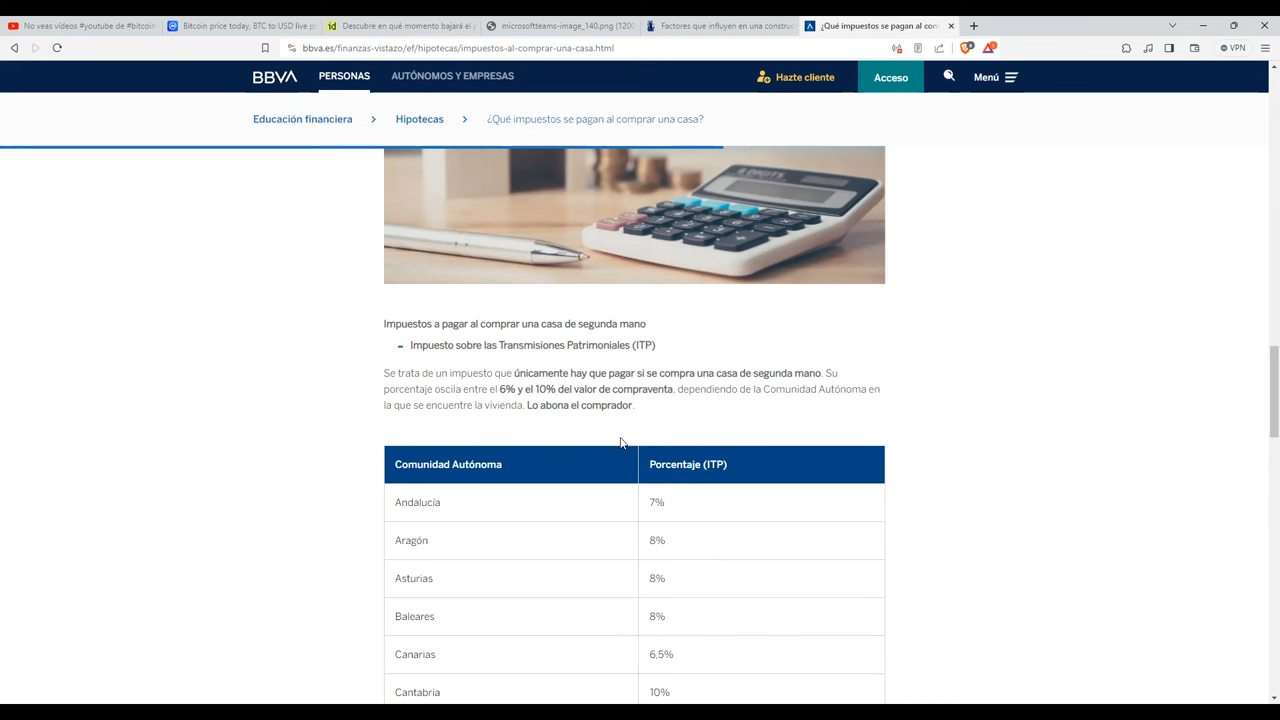 No veas vídeos #youtube de #bitcoin
Bitcoin price today, BTC to USD live p
Descubre en qué momento bajará el p
microsoftteams-image_140.png (1200
Factores que influyen en una construc
¿Qué impuestos se pagan al com
bbva.es/finanzas-vistazo/ef/hipotecas/impuestos-al-comprar-una-casa.html
VPN
BBVA
PERSONAS
AUTÓNOMOS Y EMPRESAS
Hazte cliente
Acceso
Menú
Educación financiera
Hipotecas
¿Qué impuestos se pagan al comprar una casa?
Impuestos a pagar al comprar una casa de segunda mano
Impuesto sobre las Transmisiones Patrimoniales (ITP)
Se trata de un impuesto que únicamente hay que pagar si se compra una casa de segunda mano. Su
porcentaje oscila entre el 6% y el 10% del valor de compraventa, dependiendo de la Comunidad Autónoma en
la que se encuentre la vivienda. Lo abona el comprador.
Comunidad Autónoma Porcentaje (ITP)
Andalucía 7%
Aragón 8%
Asturias 8%
Baleares 8%
Canarias 6,5%
Cantabria 10%